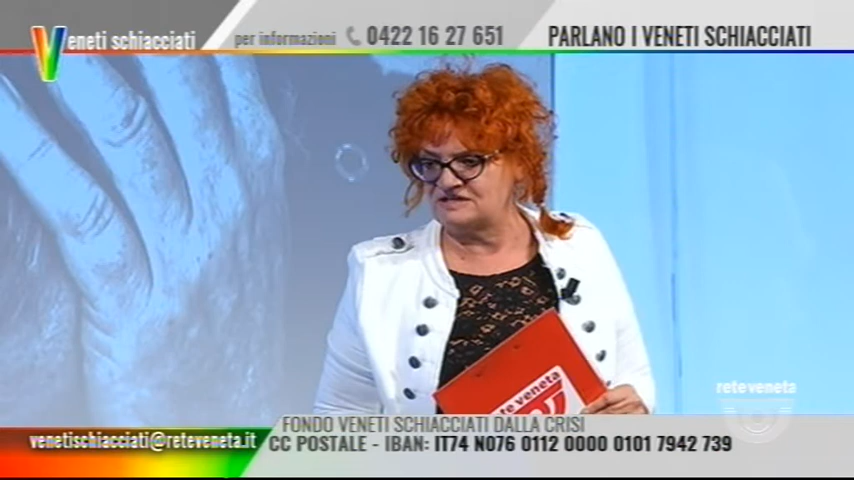 Veneti schiacciati
per informazioni 0422 16 27 651
PARLANO I VENETI SCHIACCIATI
rete veneta
reteveneta
venetischiacciati@reteveneta.it
FONDO VENETI SCHIACCIATI DALLA CRISI
CC POSTALE - IBAN: IT74 N076 0112 0000 0101 7942 739